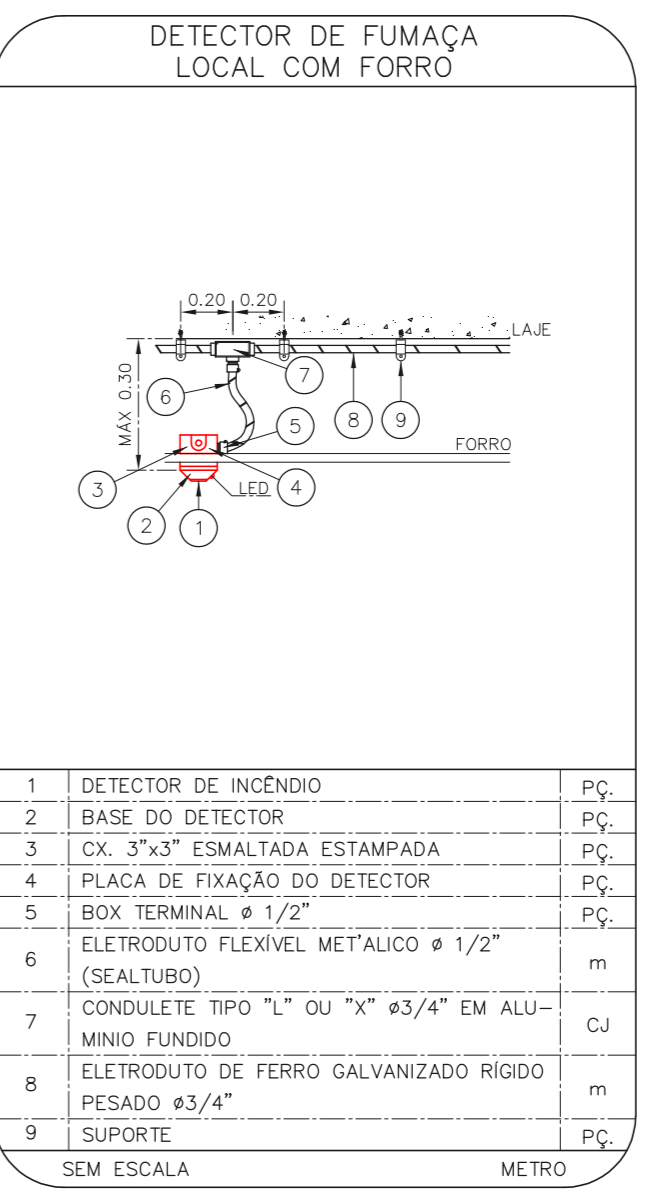 DETECTOR DE FUMAÇA
LOCAL COM FORRO
0.20 0.20
LAJE
MÁX 0.30
7
6
8
9
5
FORRO
3
LED
4
2
1
1 DETECTOR DE INCÊNDIO PÇ.
2 BASE DO DETECTOR PÇ.
3 CX. 3"x3" ESMALTADA ESTAMPADA PÇ.
4 PLACA DE FIXAÇÃO DO DETECTOR PÇ.
5 BOX TERMINAL ø 1/2" PÇ.
6 ELETRODUTO FLEXÍVEL MET'ALICO ø 1/2"
(SEALTUBO) m
7 CONDULETE TIPO "L" OU "X" ø3/4" EM ALU-
MINIO FUNDIDO CJ
8 ELETRODUTO DE FERRO GALVANIZADO RÍGIDO
PESADO ø3/4" m
9 SUPORTE PÇ.
SEM ESCALA METRO